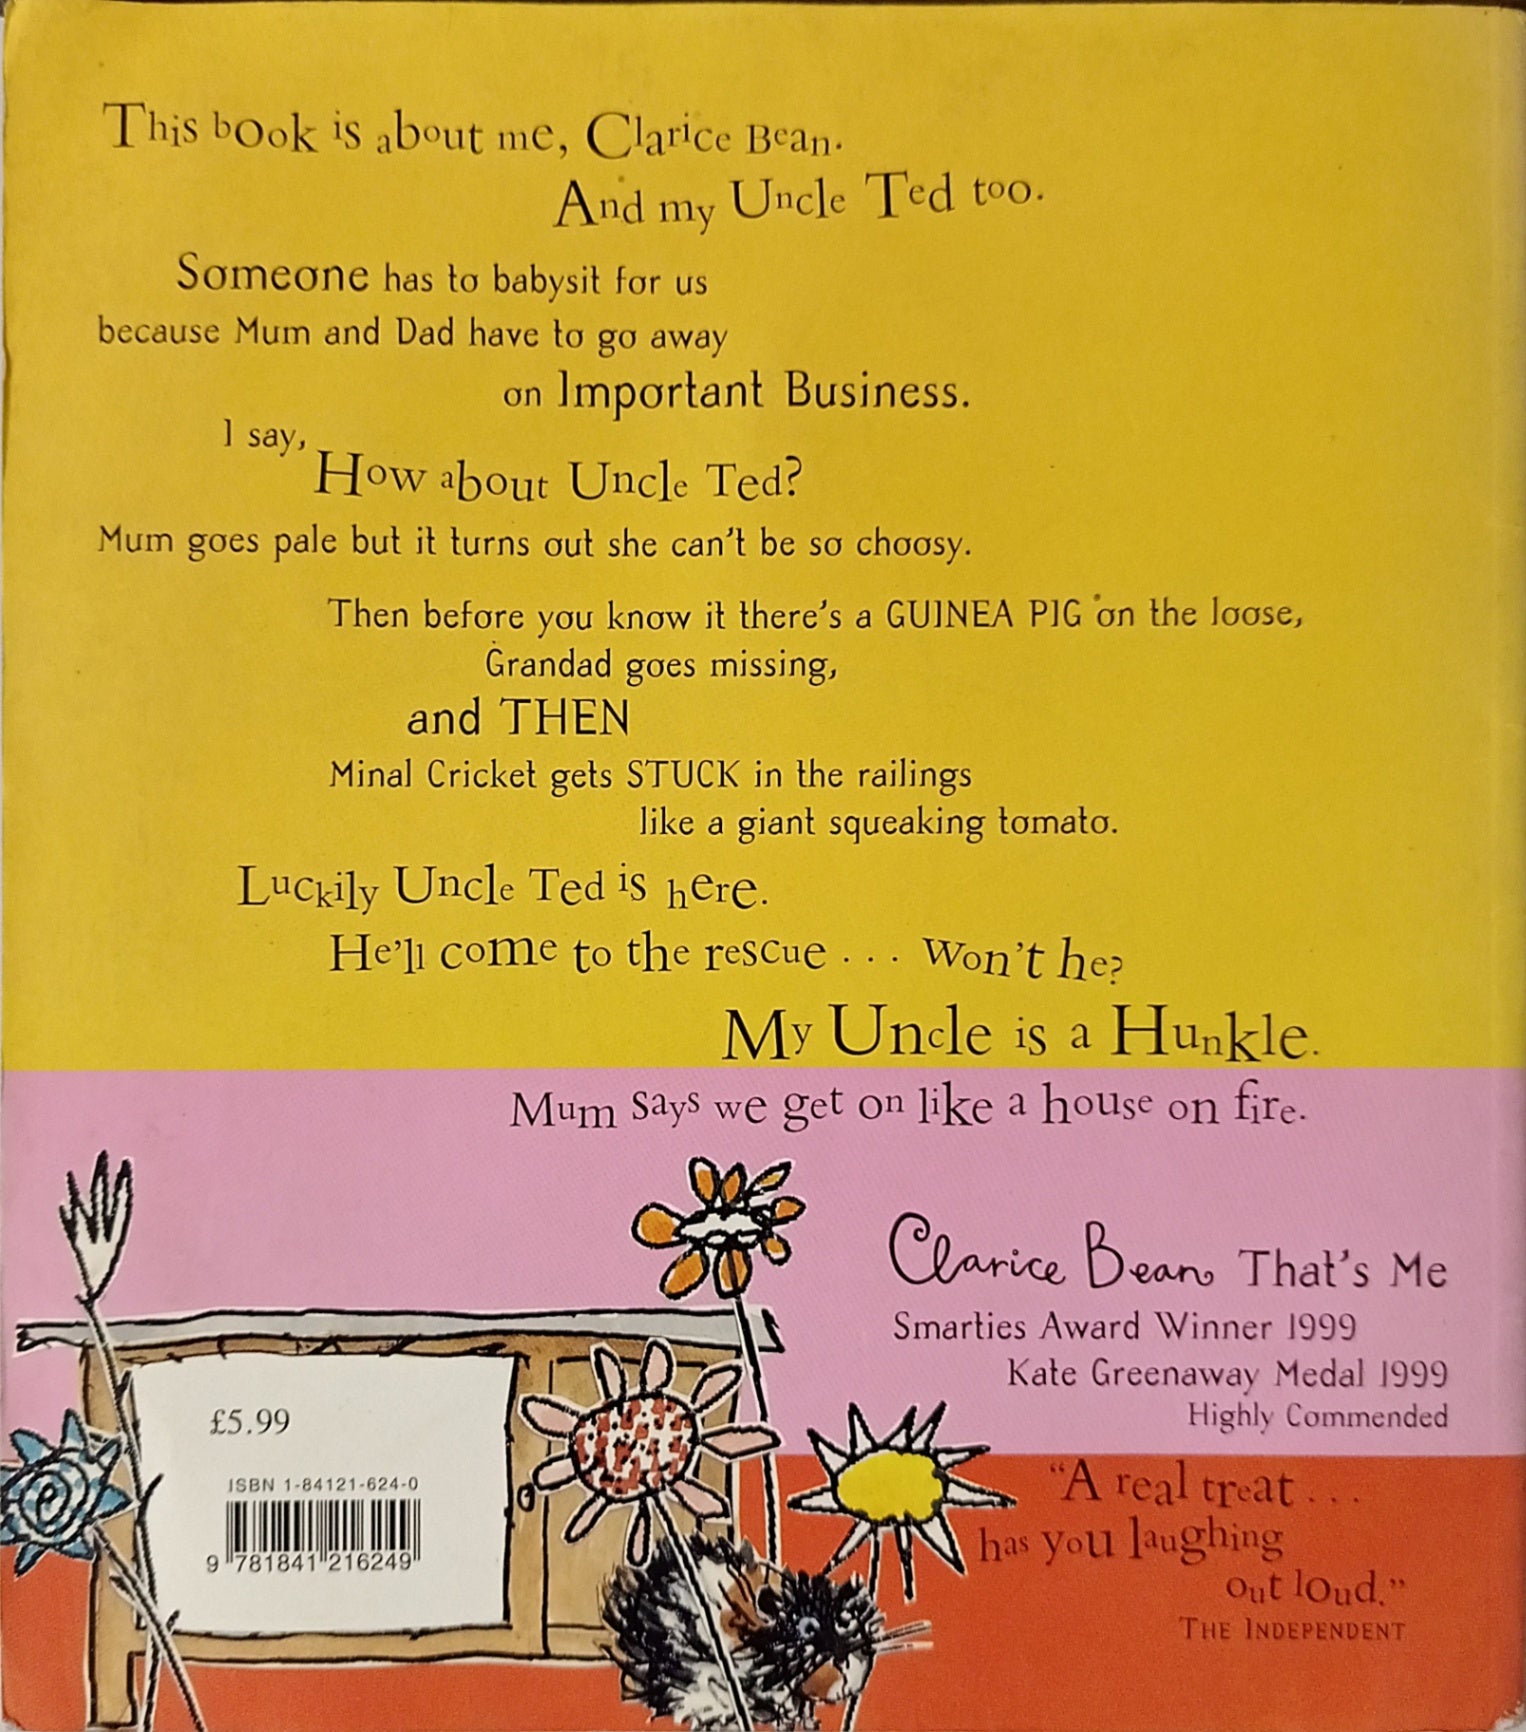 This book is about me, Clarice Bean.
And my Uncle Ted too.
Someone has to babysit for us
because Mum and Dad have to go away
on Important Business.
I say,
How about Uncle Ted?
Mum goes pale but it turns out she can't be so choosy.
Then before you know it there's a GUINEA PIG on the loose,
Grandad goes missing,
and THEN
Minal Cricket gets STUCK in the railings
like a giant squeaking tomato.
Luckily Uncle Ted is here.
He'll come to the rescue . . . Won't he?
My Uncle is a Hunkle.
Mum says we get on like a house on fire.
Clarice Bean That's Me
Smarties Award Winner 1999
Kate Greenaway Medal 1999
Highly Commended
£5.99
ISBN 1-84121-624-0
9 781841 216249
"A real treat . . .
has you laughing
out loud."
THE INDEPENDENT